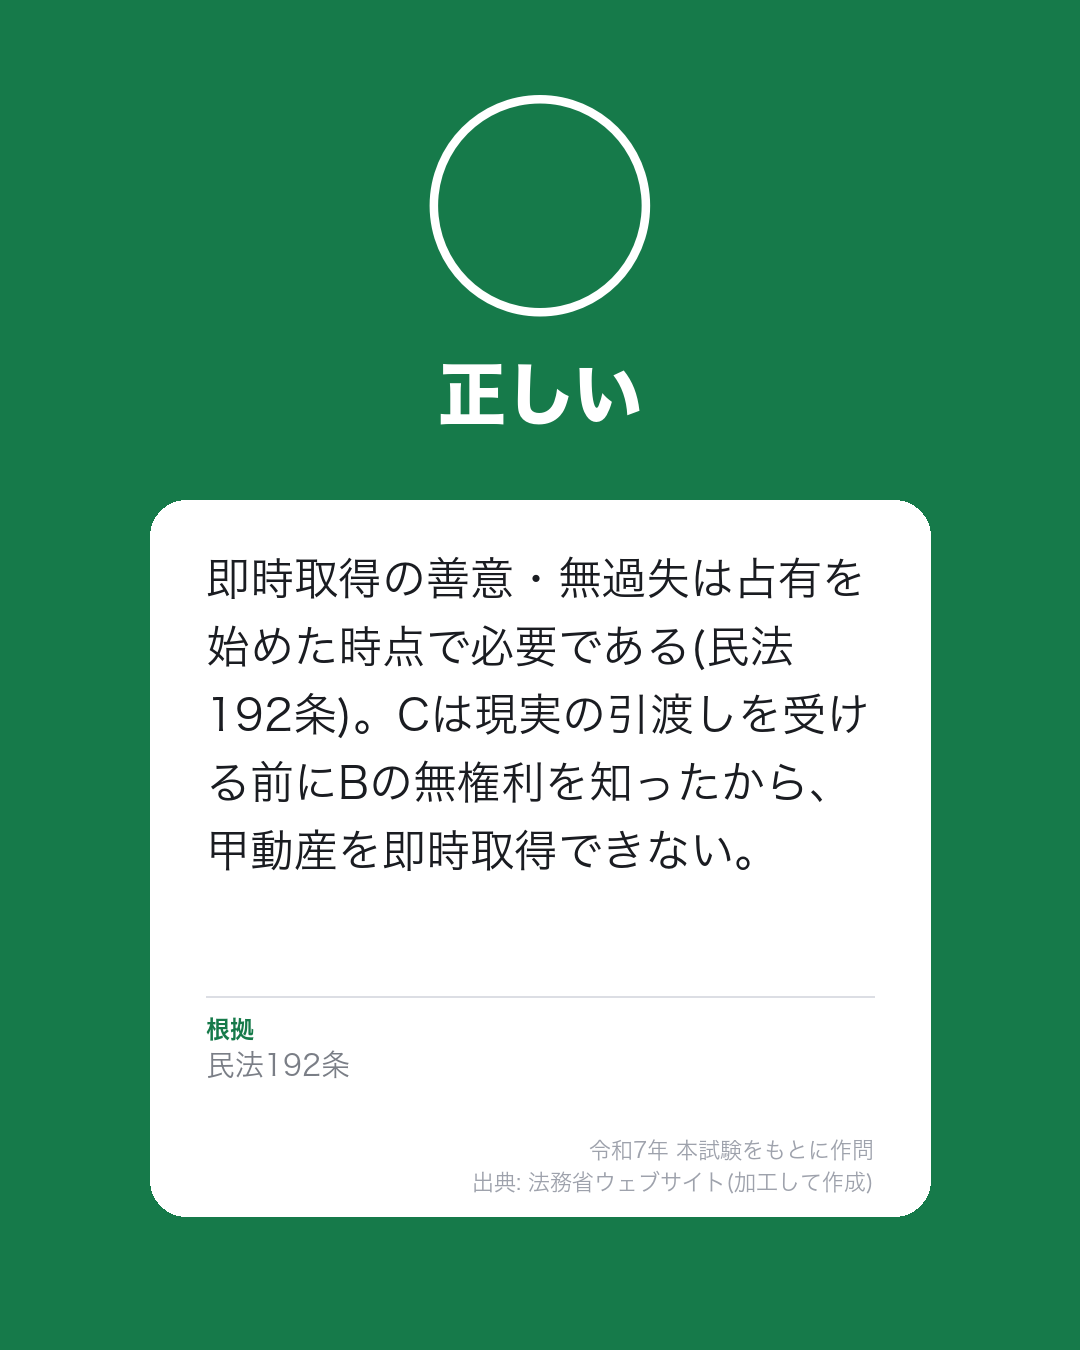 正しい
即時取得の善意・無過失は占有を
始めた時点で必要である(民法
192条)。Cは現実の引渡しを受け
る前にBの無権利を知ったから、
甲動産を即時取得できない。
根拠
民法192条
令和7年 本試験をもとに作問
出典: 法務省ウェブサイト(加工して作成)